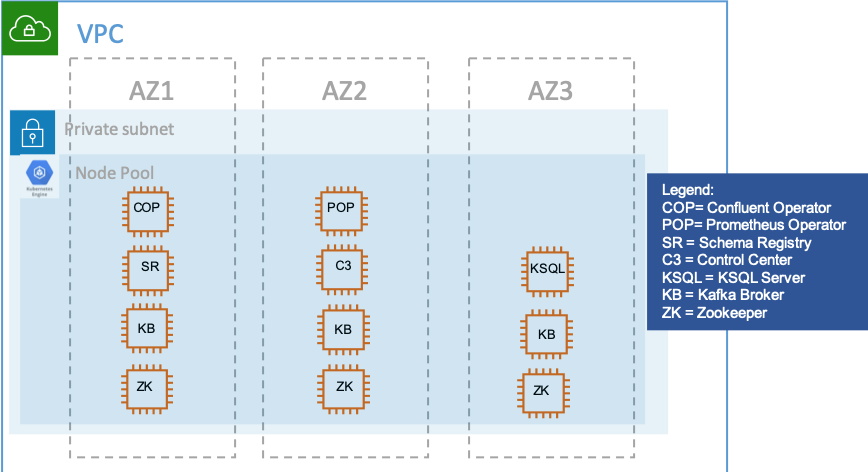 VPC
AZ1
AZ2
AZ3
Private subnet
Node Pool
Kubernetes
Engine
COP
POP
SR
C3
KSQL
KB
KB
KB
ZK
ZK
ZK
Legend:
COP= Confluent Operator
POP= Prometheus Operator
SR = Schema Registry
C3 = Control Center
KSQL = KSQL Server
KB = Kafka Broker
ZK = Zookeeper